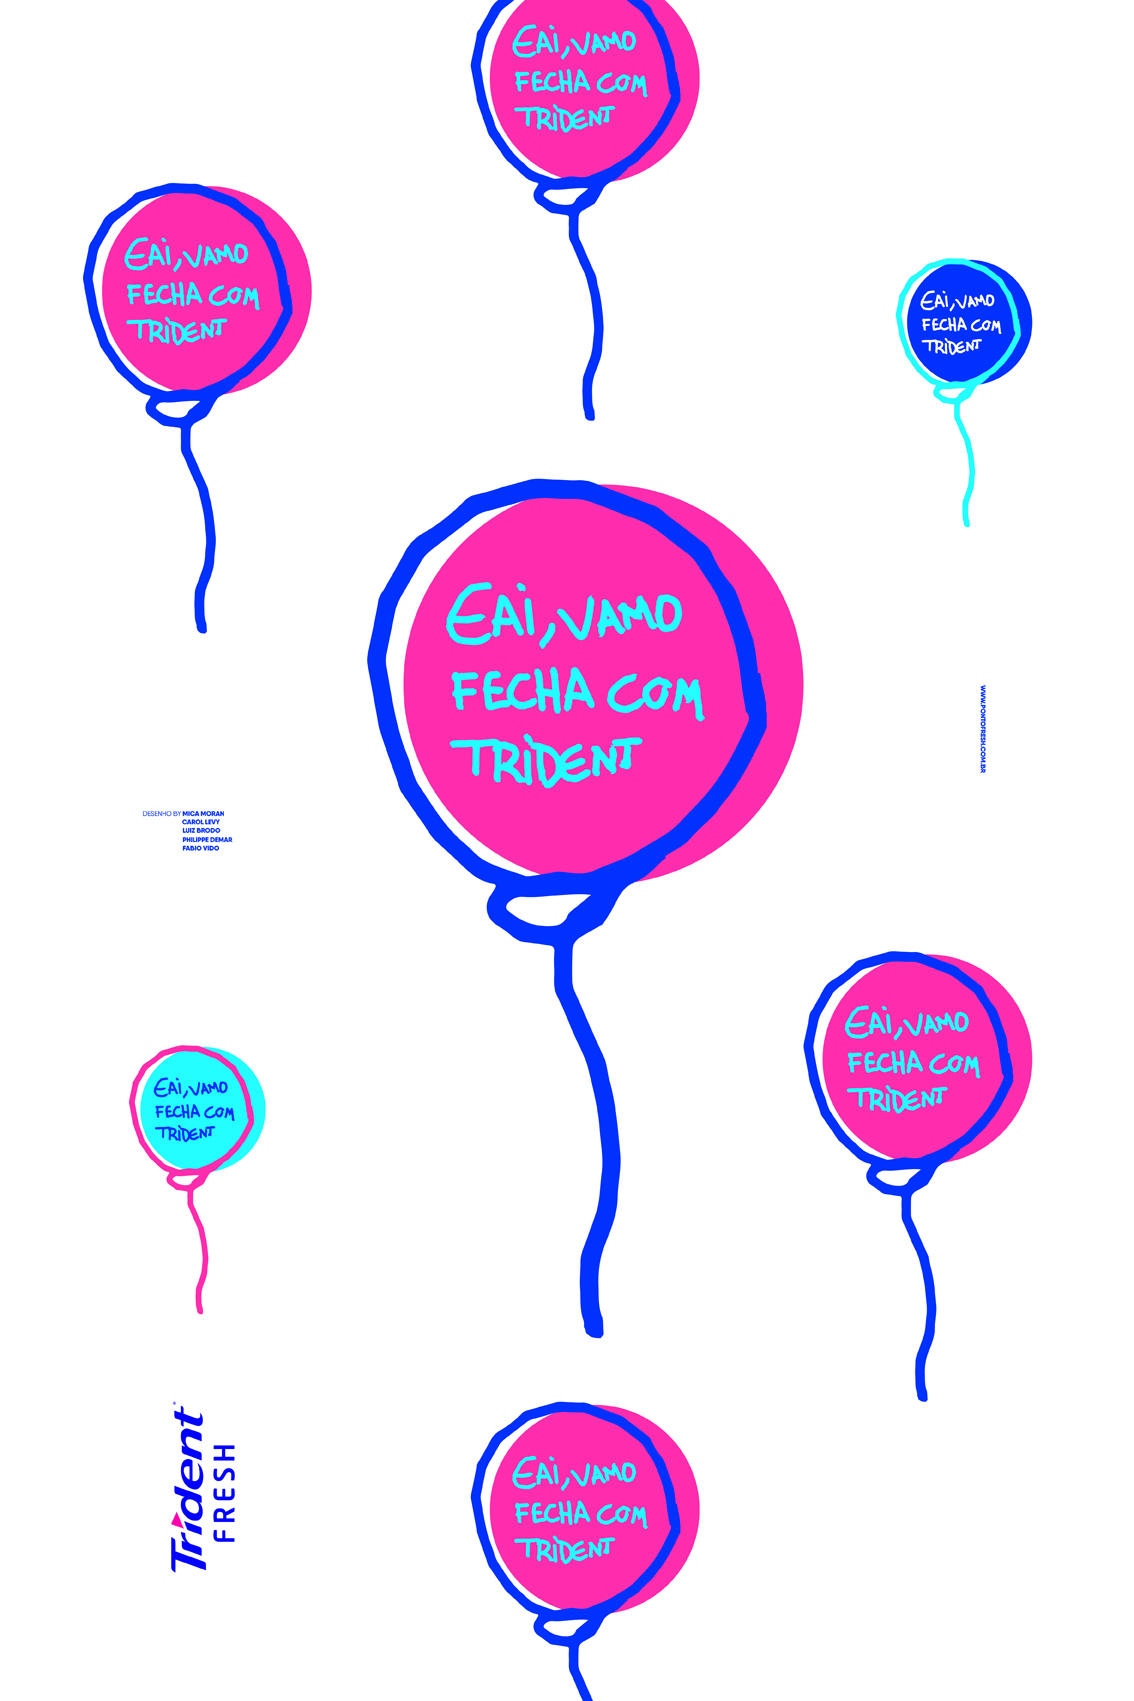 EAi, VAMO
FECHA COM
TRiDENT
EAi, VAMO
FECHA COM
TRiDENT
EAi, VAMO
FECHA COM
TRiDENT
EAi, VAMO
FECHA COM
TRiDENT
WWW.PONTOFRESH.COM.BR
DESENHO BY MICA MORAN
CAROL LEVY
LUIZ BRODO
PHILIPPE DEMAR
FABIO VIDO
EAi, VAMO
FECHA COM
TRiDENT
EAi, VAMO
FECHA COM
TRiDENT
Trident
FRESH
EAi, VAMO
FECHA COM
TRiDENT